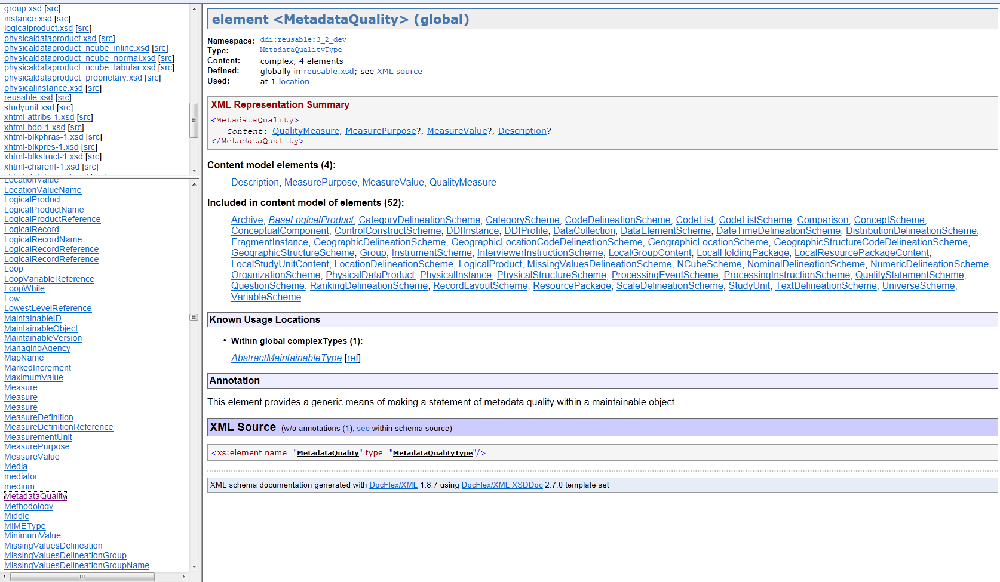 group.xsd [src]
instance.xsd [src]
logicalproduct.xsd [src]
physicaldataproduct.xsd [src]
physicaldataproduct_ncube_inline.xsd [src]
physicaldataproduct_ncube_normal.xsd [src]
physicaldataproduct_ncube_tabular.xsd [src]
physicaldataproduct_proprietary.xsd [src]
physicalinstance.xsd [src]
reusable.xsd [src]
studyunit.xsd [src]
xhtml-attribs-1.xsd [src]
xhtml-bdo-1.xsd [src]
xhtml-blkphras-1.xsd [src]
xhtml-blkpres-1.xsd [src]
xhtml-blkstruct-1.xsd [src]
xhtml-charent-1.xsd [src]
xhtml-datatypes-1.xsd [src]
LocationValue
LocationValueName
LogicalProduct
LogicalProductName
LogicalProductReference
LogicalRecord
LogicalRecordName
LogicalRecordReference
LogicalRecordReference
Loop
LoopVariableReference
LoopWhile
Low
LowestLevelReference
MaintainableID
MaintainableObject
MaintainableVersion
ManagingAgency
MapName
MarkedIncrement
MaximumValue
Measure
Measure
Measure
MeasureDefinition
MeasureDefinitionReference
MeasurementUnit
MeasurePurpose
MeasureValue
Media
mediator
medium
MetadataQuality
Methodology
Middle
MIMEType
MinimumValue
MissingValuesDelineation
MissingValuesDelineationGroup
MissingValuesDelineationGroupName
element <MetadataQuality> (global)
Namespace: ddi:reusable:3_2_dev
Type: MetadataQualityType
Content: complex, 4 elements
Defined: globally in reusable.xsd; see XML source
Used: at 1 location
XML Representation Summary
<MetadataQuality>
Content: QualityMeasure, MeasurePurpose?, MeasureValue?, Description?
</MetadataQuality>
Content model elements (4):
Description, MeasurePurpose, MeasureValue, QualityMeasure
Included in content model of elements (52):
Archive, BaseLogicalProduct, CategoryDelineationScheme, CategoryScheme, CodeDelineationScheme, CodeList, CodeListScheme, Comparison, ConceptScheme,
ConceptualComponent, ControlConstructScheme, DDIInstance, DDIProfile, DataCollection, DataElementScheme, DateTimeDelineationScheme, DistributionDelineationScheme,
FragmentInstance, GeographicDelineationScheme, GeographicLocationCodeDelineationScheme, GeographicLocationScheme, GeographicStructureCodeDelineationScheme,
GeographicStructureScheme, Group, InstrumentScheme, InterviewerInstructionScheme, LocalGroupContent, LocalHoldingPackage, LocalResourcePackageContent,
LocalStudyUnitContent, LocationDelineationScheme, LogicalProduct, MissingValuesDelineationScheme, NCubeScheme, NominalDelineationScheme, NumericDelineationScheme,
OrganizationScheme, PhysicalDataProduct, PhysicalInstance, PhysicalStructureScheme, ProcessingEventScheme, ProcessingInstructionScheme, QualityStatementScheme,
QuestionScheme, RankingDelineationScheme, RecordLayoutScheme, ResourcePackage, ScaleDelineationScheme, StudyUnit, TextDelineationScheme, UniverseScheme,
VariableScheme
Known Usage Locations
• Within global complexTypes (1):
AbstractMaintainableType [ref]
Annotation
This element provides a generic means of making a statement of metadata quality within a maintainable object.
XML Source (w/o annotations (1); see within schema source)
<xs:element name="MetadataQuality" type="MetadataQualityType"/>
XML schema documentation generated with DocFlex/XML 1.8.7 using DocFlex/XML XSDDoc 2.7.0 template set